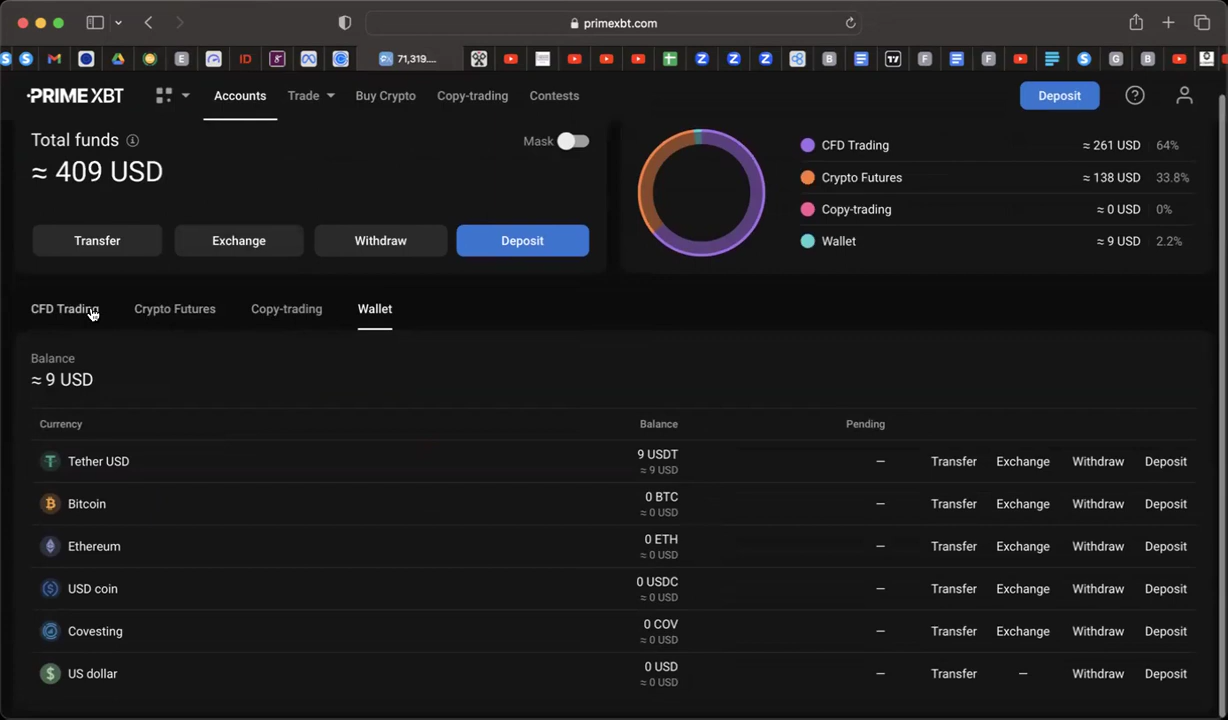 primexbt.com
71,319....
PRIME XBT
Accounts
Trade
Buy Crypto
Copy-trading
Contests
Deposit
Total funds
Mask
≈ 409 USD
Transfer
Exchange
Withdraw
Deposit
CFD Trading ≈ 261 USD 64%
Crypto Futures ≈ 138 USD 33.8%
Copy-trading ≈ 0 USD 0%
Wallet ≈ 9 USD 2.2%
CFD Trading
Crypto Futures
Copy-trading
Wallet
Balance
≈ 9 USD
Currency Balance Pending
Tether USD 9 USDT — Transfer Exchange Withdraw Deposit
≈ 9 USD
Bitcoin 0 BTC — Transfer Exchange Withdraw Deposit
≈ 0 USD
Ethereum 0 ETH — Transfer Exchange Withdraw Deposit
≈ 0 USD
USD coin 0 USDC — Transfer Exchange Withdraw Deposit
≈ 0 USD
Covesting 0 COV — Transfer Exchange Withdraw Deposit
≈ 0 USD
US dollar 0 USD — Transfer — Withdraw Deposit
≈ 0 USD